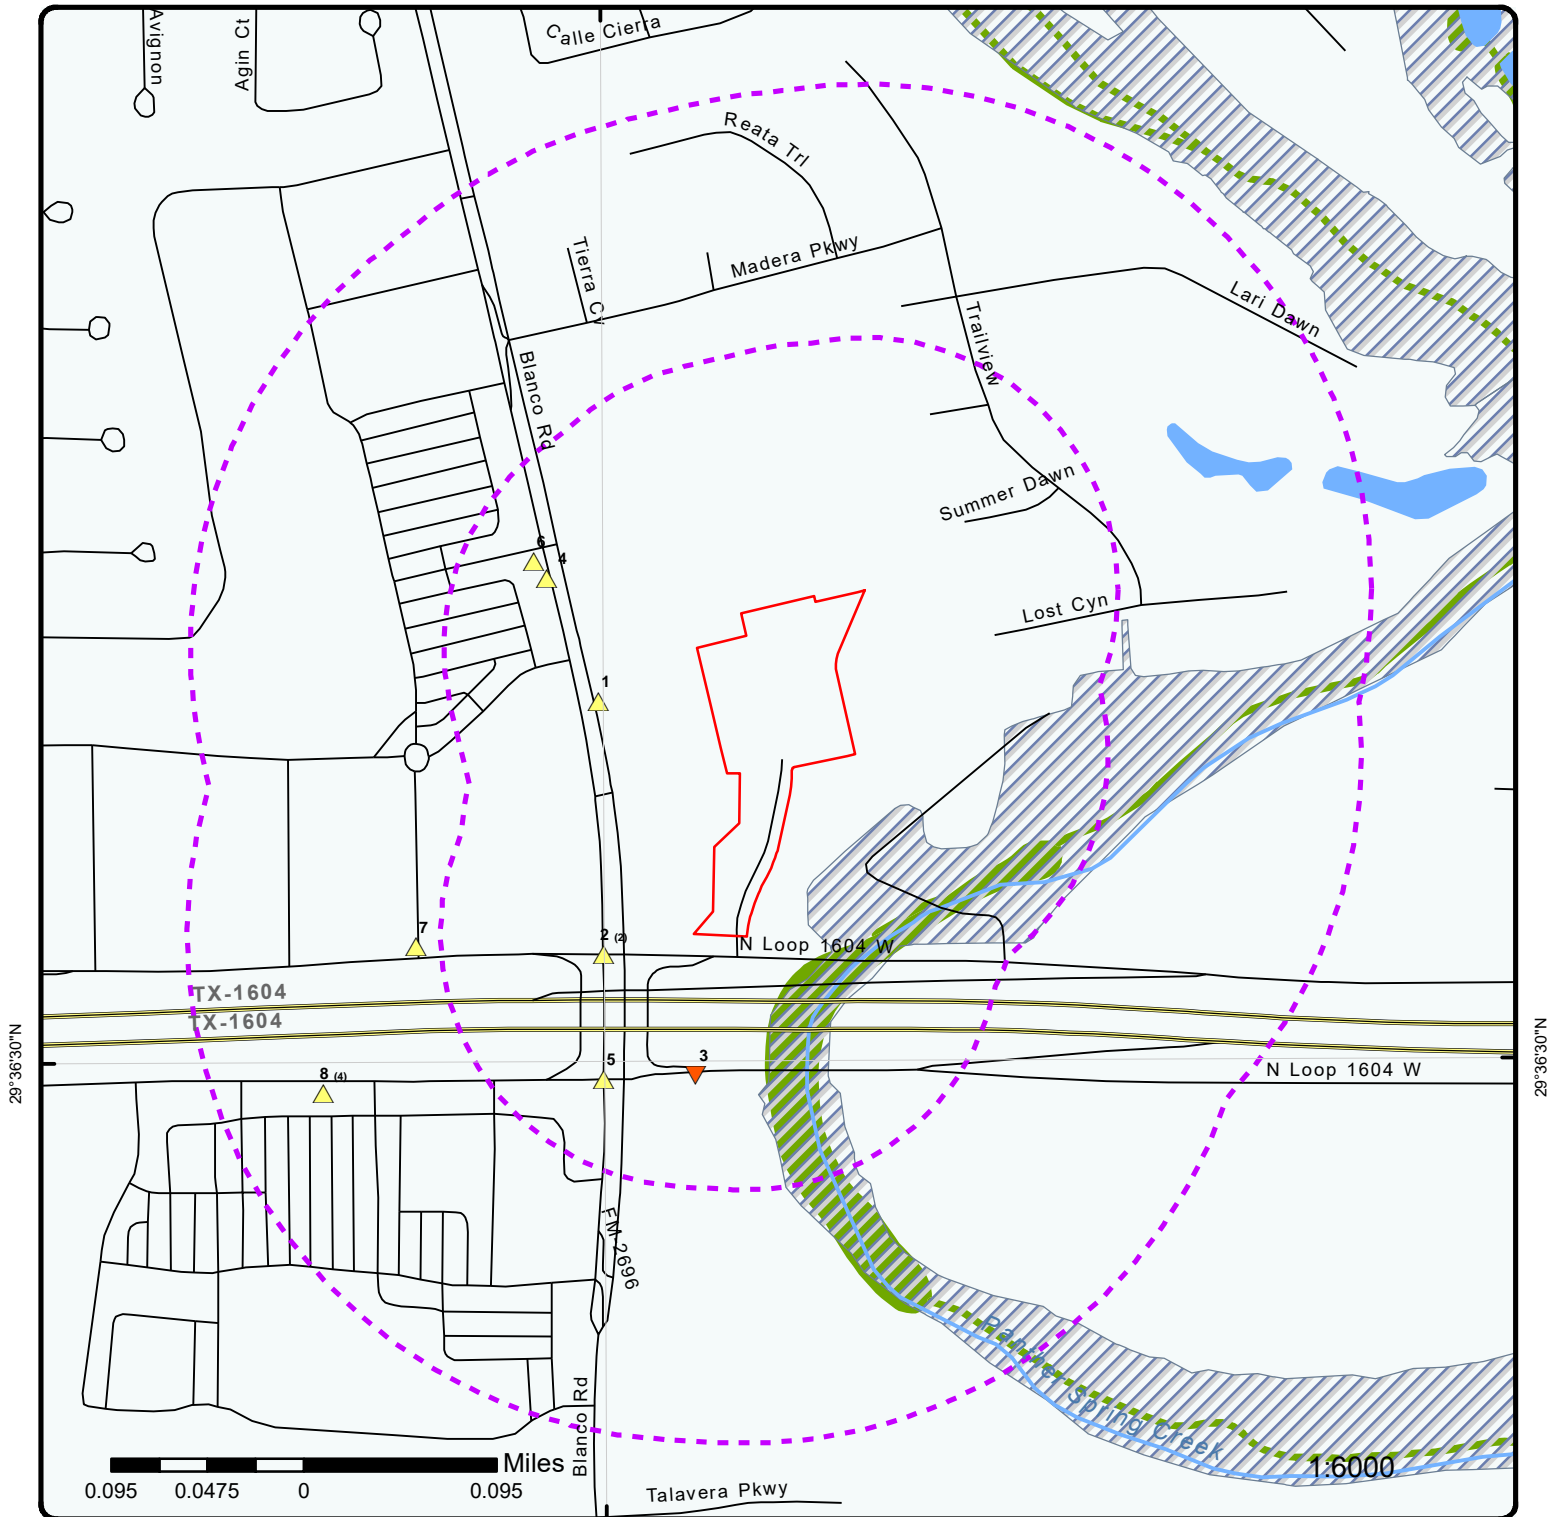 Avignon
Agin Ct
Calle Cierra
Reata Trl
Tierra Cy
Madera Pkwy
Lari Dawn
Trailview
Blanco Rd
Summer Dawn
6
4
Lost Cyn
1
7
2 (2)
N Loop 1604 W
TX-1604
TX-1604
29°36'30"N
29°36'30"N
5
3
8 (4)
N Loop 1604 W
FM-2696
Panther Spring Creek
Blanco Rd
Miles
0.095 0.0475 0 0.095
1:6000
Talavera Pkwy